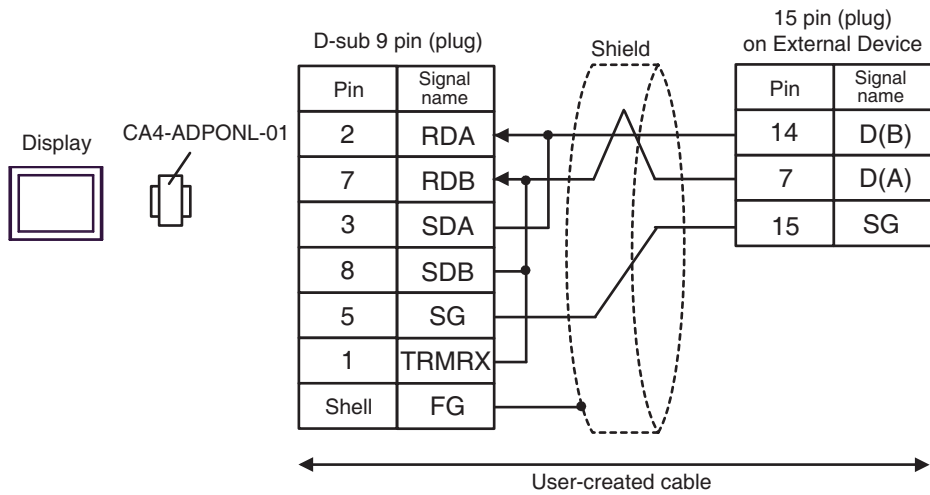 15 pin (plug)
on External Device
D-sub 9 pin (plug)
Shield
Pin Signal name
2 RDA
7 RDB
3 SDA
8 SDB
5 SG
1 TRMRX
Shell FG
Pin Signal name
14 D(B)
7 D(A)
15 SG
Display
CA4-ADPONL-01
User-created cable